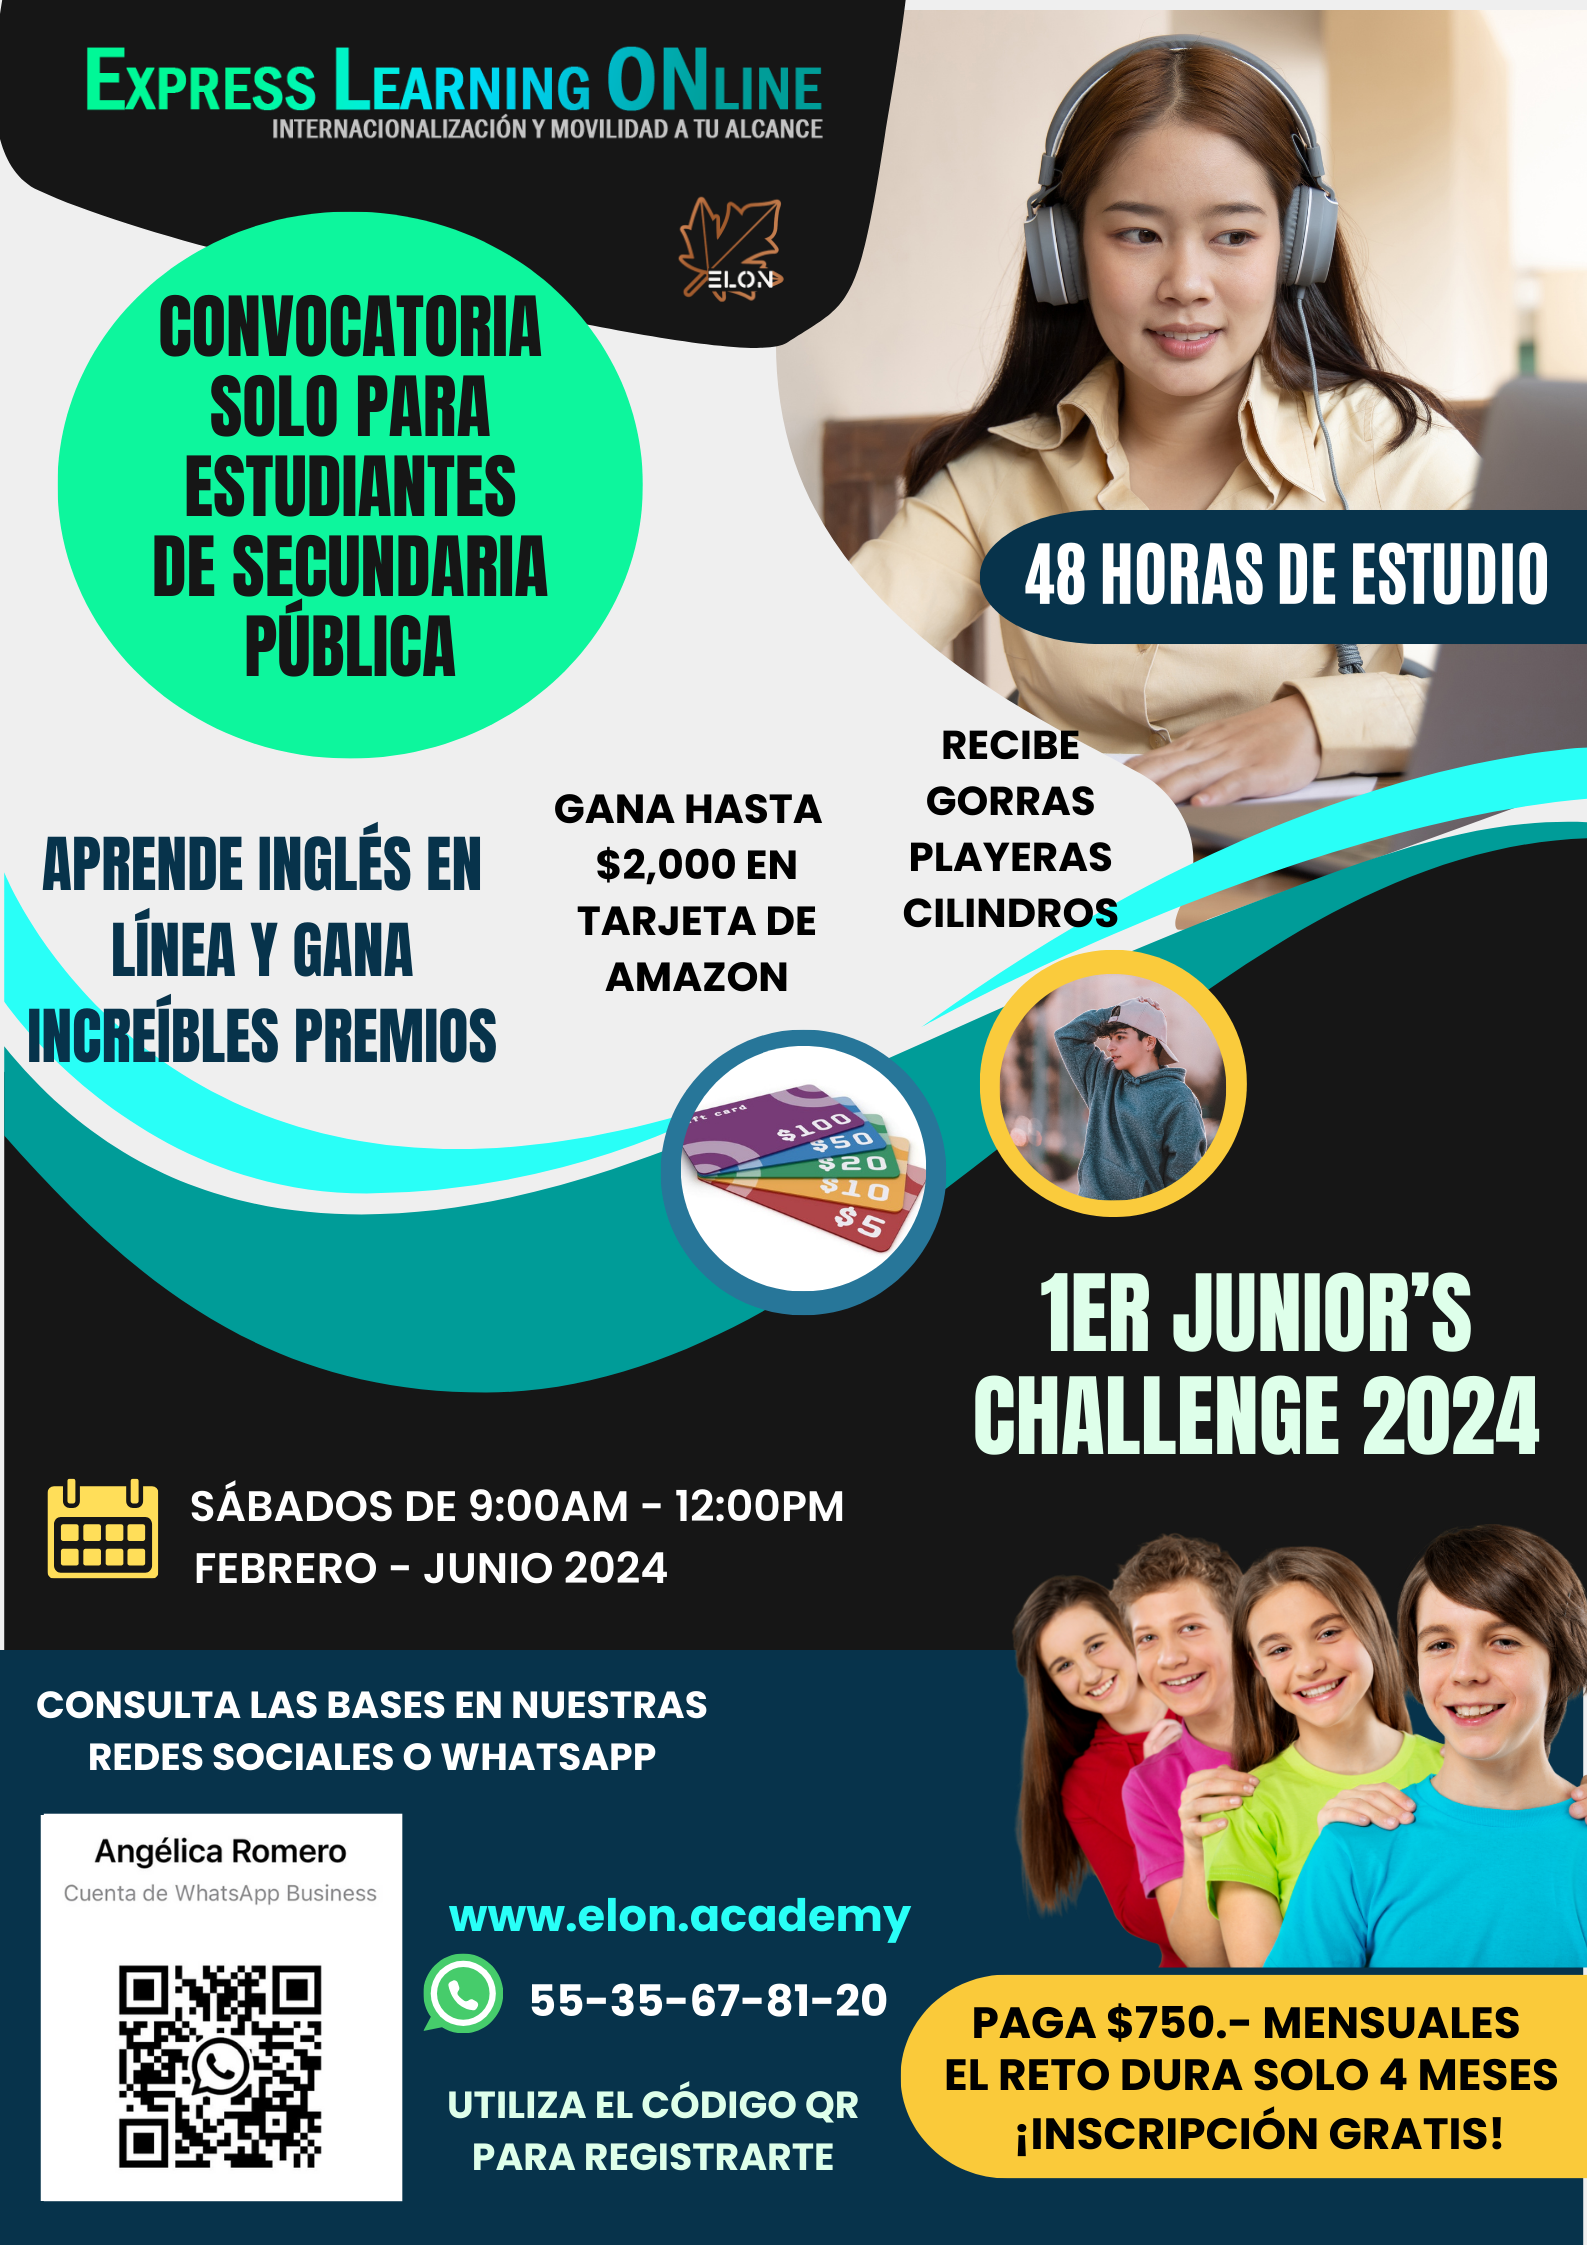 EXPRESS LEARNING ONLINE
INTERNACIONALIZACIÓN Y MOVILIDAD A TU ALCANCE
ELON
CONVOCATORIA
SOLO PARA
ESTUDIANTES
DE SECUNDARIA
PÚBLICA
48 HORAS DE ESTUDIO
APRENDE INGLÉS EN
LÍNEA Y GANA
INCREÍBLES PREMIOS
GANA HASTA
$2,000 EN
TARJETA DE
AMAZON
RECIBE
GORRAS
PLAYERAS
CILINDROS
ft card
$100
$50
$20
$10
$5
1ER JUNIOR'S
CHALLENGE 2024
SÁBADOS DE 9:00AM - 12:00PM
FEBRERO - JUNIO 2024
CONSULTA LAS BASES EN NUESTRAS
REDES SOCIALES O WHATSAPP
Angélica Romero
Cuenta de WhatsApp Business
www.elon.academy
55-35-67-81-20
UTILIZA EL CÓDIGO QR
PARA REGISTRARTE
PAGA $750.- MENSUALES
EL RETO DURA SOLO 4 MESES
¡INSCRIPCIÓN GRATIS!